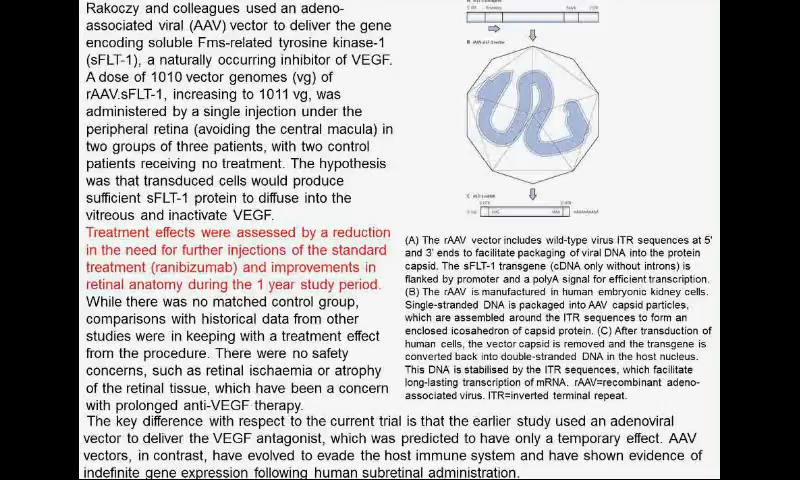 Rakoczy and colleagues used an adeno-
associated viral (AAV) vector to deliver the gene
encoding soluble Fms-related tyrosine kinase-1
(sFLT-1), a naturally occurring inhibitor of VEGF.
A dose of 1010 vector genomes (vg) of
rAAV.sFLT-1, increasing to 1011 vg, was
administered by a single injection under the
peripheral retina (avoiding the central macula) in
two groups of three patients, with two control
patients receiving no treatment. The hypothesis
was that transduced cells would produce
sufficient sFLT-1 protein to diffuse into the
vitreous and inactivate VEGF.
Treatment effects were assessed by a reduction
in the need for further injections of the standard
treatment (ranibizumab) and improvements in
retinal anatomy during the 1 year study period.
While there was no matched control group,
comparisons with historical data from other
studies were in keeping with a treatment effect
from the procedure. There were no safety
concerns, such as retinal ischaemia or atrophy
of the retinal tissue, which have been a concern
with prolonged anti-VEGF therapy.
(A) The rAAV vector includes wild-type virus ITR sequences at 5'
and 3' ends to facilitate packaging of viral DNA into the protein
capsid. The sFLT-1 transgene (cDNA only without introns) is
flanked by promoter and a polyA signal for efficient transcription.
(B) The rAAV is manufactured in human embryonic kidney cells.
Single-stranded DNA is packaged into AAV capsid particles,
which are assembled around the ITR sequences to form an
enclosed icosahedron of capsid protein. (C) After transduction of
human cells, the vector capsid is removed and the transgene is
converted back into double-stranded DNA in the host nucleus.
This DNA is stabilised by the ITR sequences, which facilitate
long-lasting transcription of mRNA. rAAV=recombinant adeno-
associated virus. ITR=inverted terminal repeat.
The key difference with respect to the current trial is that the earlier study used an adenoviral
vector to deliver the VEGF antagonist, which was predicted to have only a temporary effect. AAV
vectors, in contrast, have evolved to evade the host immune system and have shown evidence of
indefinite gene expression following human subretinal administration.